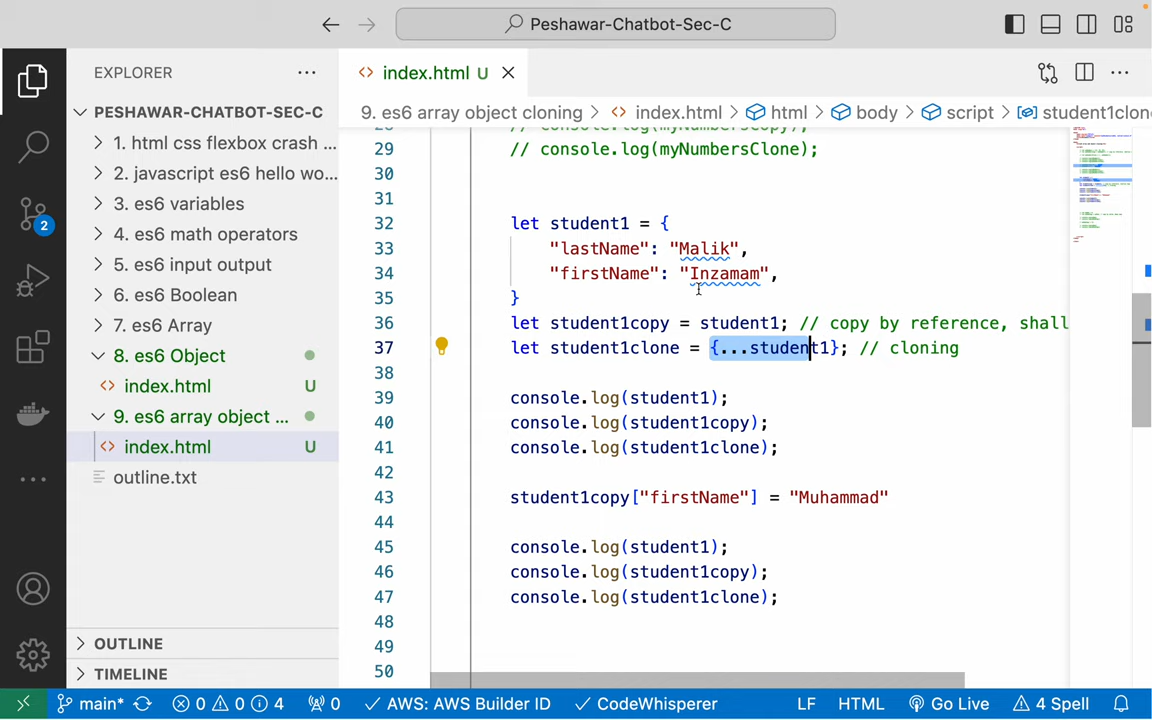 Peshawar-Chatbot-Sec-C
EXPLORER
PESHAWAR-CHATBOT-SEC-C
1. html css flexbox crash ...
2. javascript es6 hello wo...
3. es6 variables
4. es6 math operators
5. es6 input output
6. es6 Boolean
7. es6 Array
8. es6 Object
index.html U
9. es6 array object ...
index.html U
outline.txt
OUTLINE
TIMELINE
2
index.html U
9. es6 array object cloning > index.html > html > body > script > student1clone
28 // console.log(myNumbersCopy);
29 // console.log(myNumbersClone);
30
31
32 let student1 = {
33 "lastName": "Malik",
34 "firstName": "Inzamam",
35 }
36 let student1copy = student1; // copy by reference, shall
37 let student1clone = {...student1}; // cloning
38
39 console.log(student1);
40 console.log(student1copy);
41 console.log(student1clone);
42
43 student1copy["firstName"] = "Muhammad"
44
45 console.log(student1);
46 console.log(student1copy);
47 console.log(student1clone);
48
49
50
main* 0 0 4 0 AWS: AWS Builder ID CodeWhisperer LF HTML Go Live 4 Spell